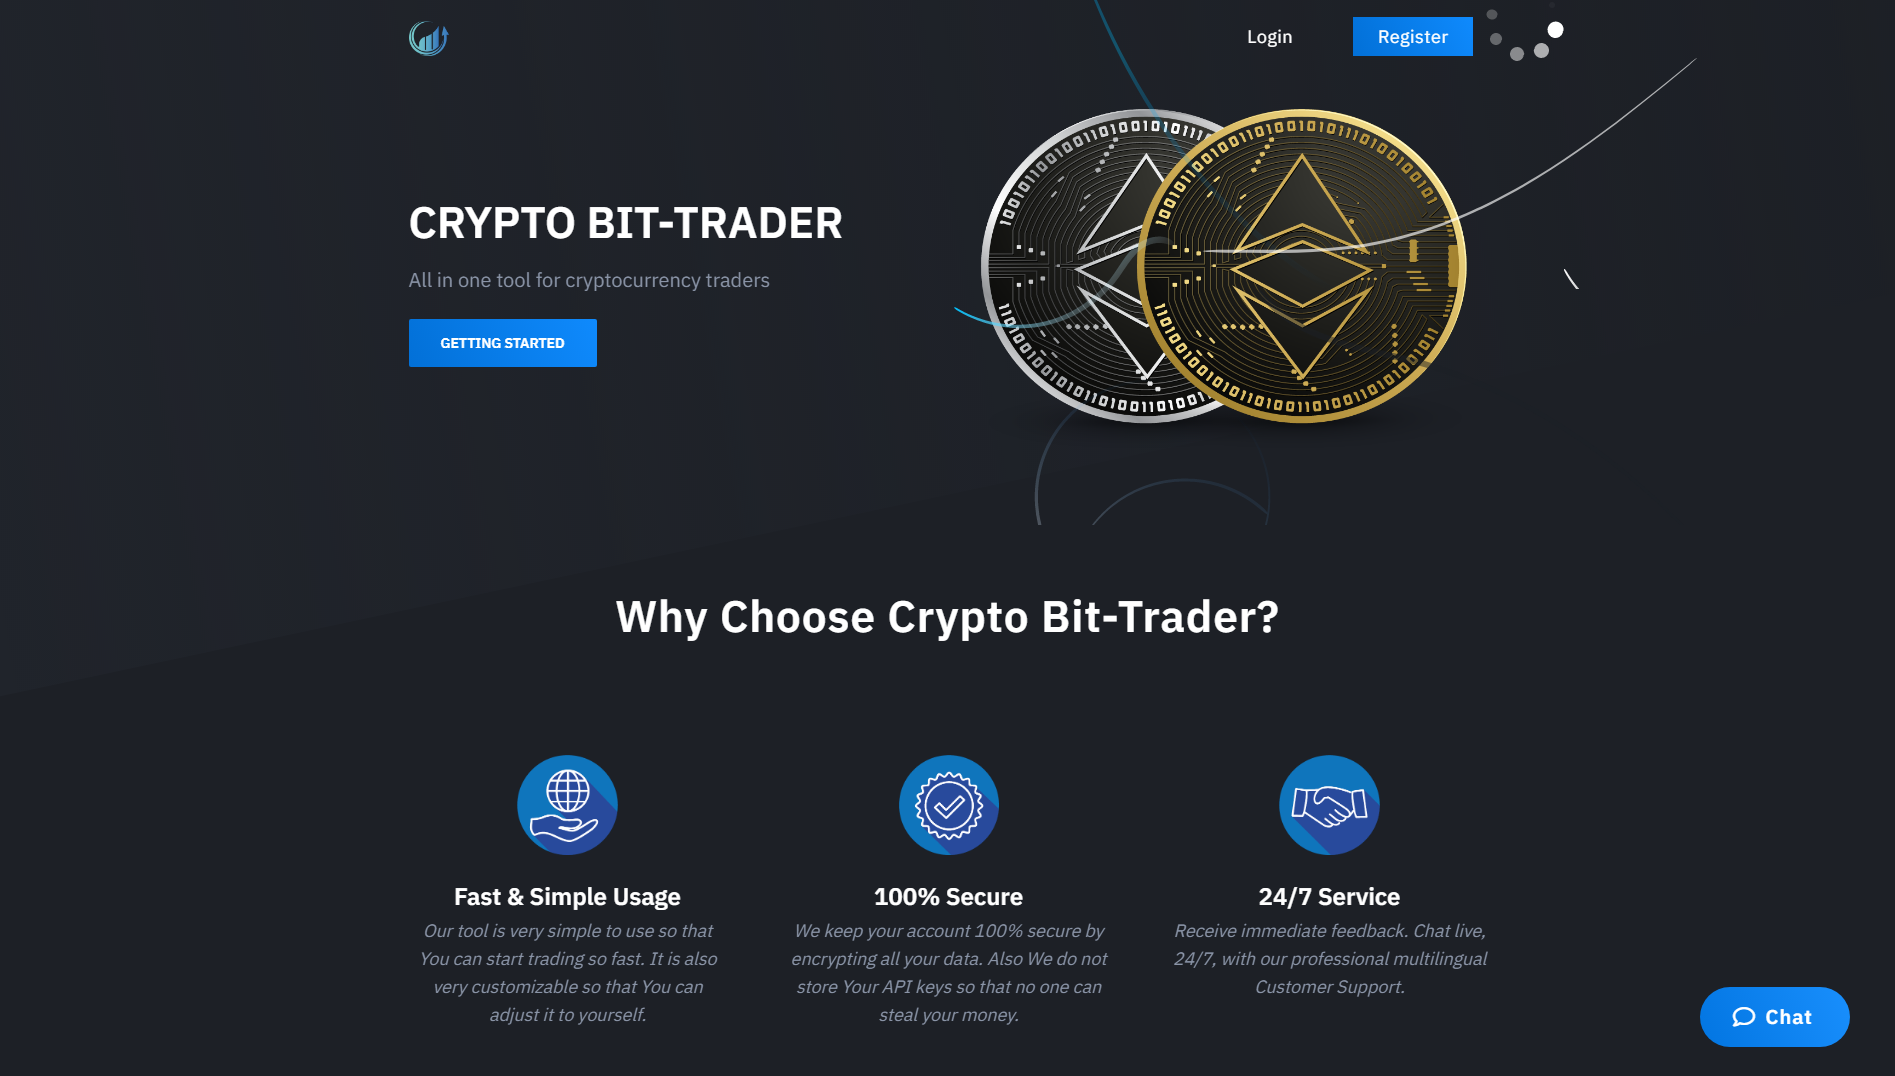 Login
Register
CRYPTO BIT-TRADER
All in one tool for cryptocurrency traders
GETTING STARTED
Why Choose Crypto Bit-Trader?
Fast & Simple Usage
Our tool is very simple to use so that
You can start trading so fast. It is also
very customizable so that You can
adjust it to yourself.
100% Secure
We keep your account 100% secure by
encrypting all your data. Also We do not
store Your API keys so that no one can
steal your money.
24/7 Service
Receive immediate feedback. Chat live,
24/7, with our professional multilingual
Customer Support.
Chat